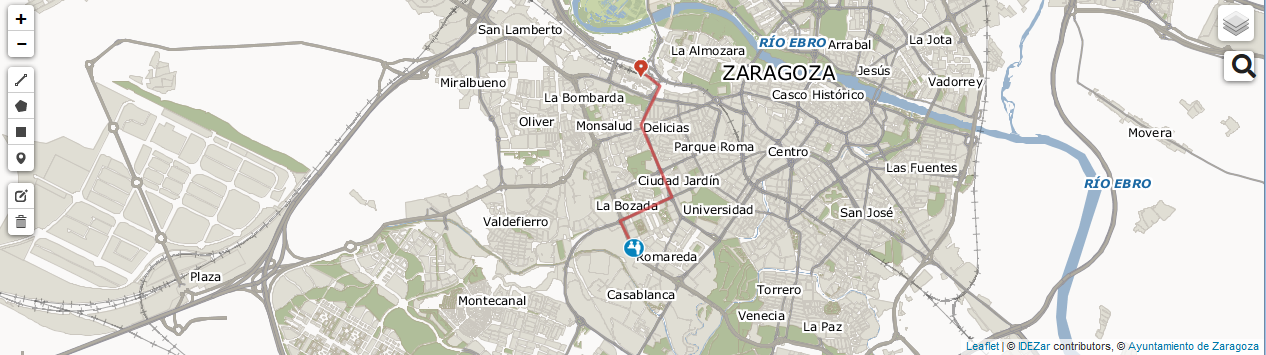 +
−
San Lamberto
La Almozara
RÍO EBRO
Arrabal
La Jota
Miralbueno
ZARAGOZA
Jesús
Vadorrey
La Bombarda
Casco Histórico
Oliver
Monsalud
Delicias
Movera
Parque Roma
Centro
Las Fuentes
Ciudad Jardín
RÍO EBRO
La Bozada
Universidad
San José
Valdefierro
Romareda
Plaza
Casablanca
Torrero
Montecanal
Venecia
La Paz
Leaflet | © IDEZar contributors, © Ayuntamiento de Zaragoza